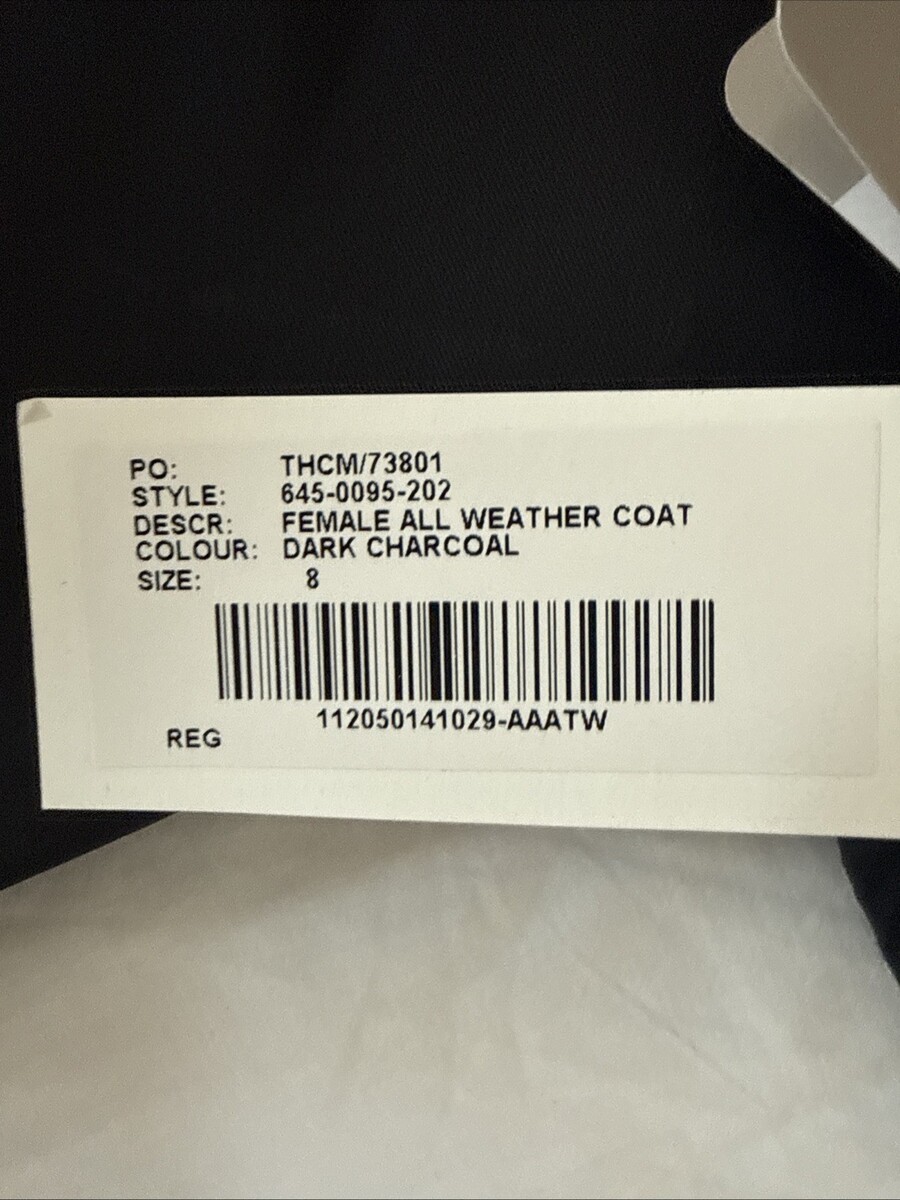 PO: THCM/73801
STYLE: 645-0095-202
DESCR: FEMALE ALL WEATHER COAT
COLOUR: DARK CHARCOAL
SIZE: 8
112050141029-AAATW
REG